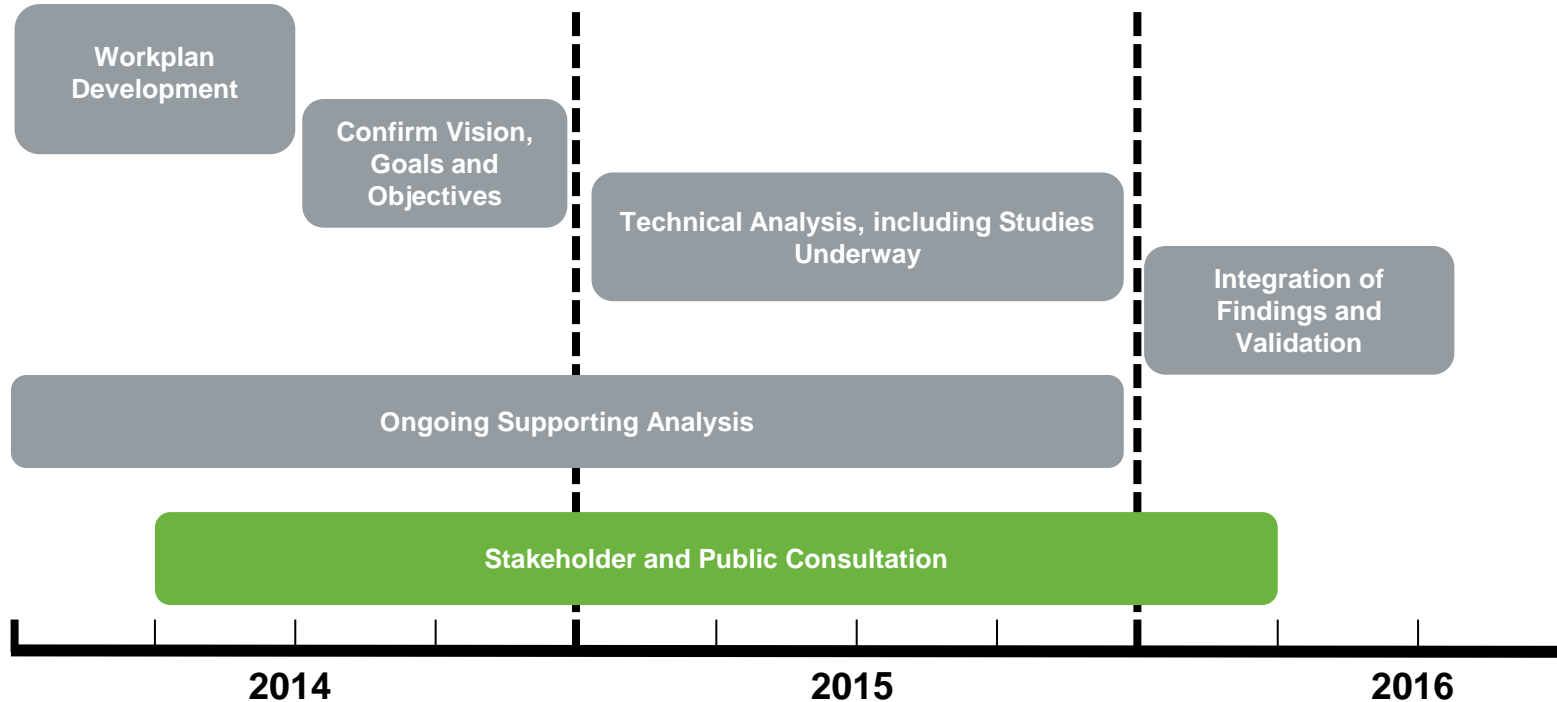 Workplan
Development
Confirm Vision,
Goals and
Objectives
Technical Analysis, including Studies
Underway
Integration of
Findings and
Validation
Ongoing Supporting Analysis
Stakeholder and Public Consultation
2014
2015
2016